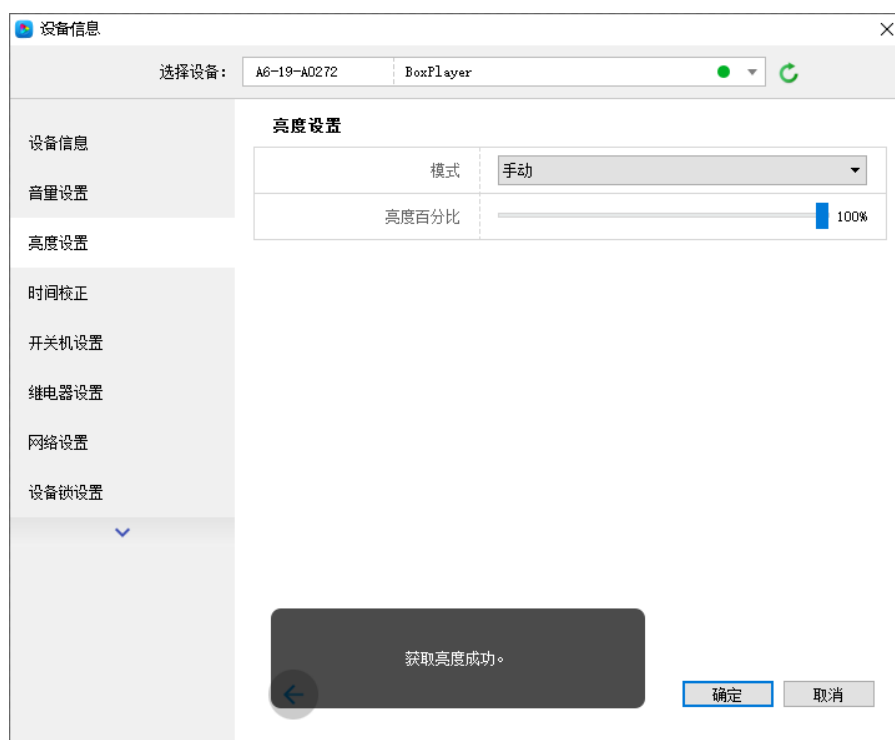 设备信息
选择设备: A6-19-A0272 BoxPlayer
设备信息
音量设置
亮度设置
时间校正
开关机设置
继电器设置
网络设置
设备锁设置
亮度设置
模式 手动
亮度百分比 100%
获取亮度成功。
确定 取消